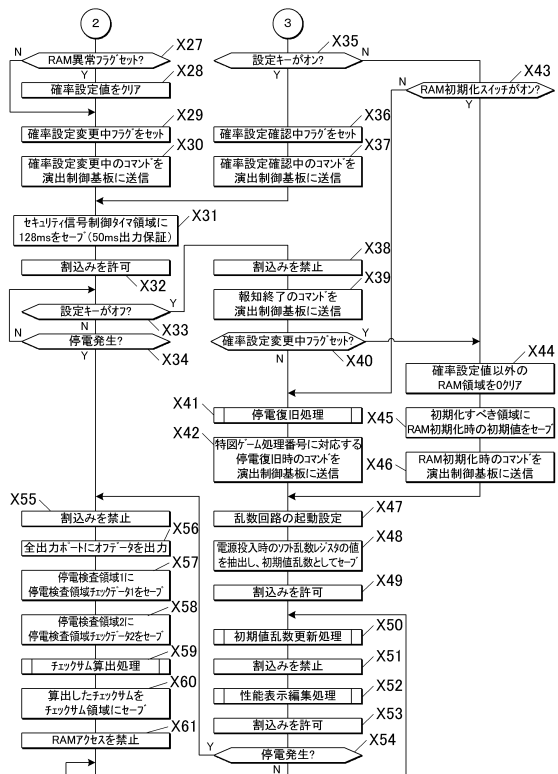 2
N
RAM異常フラグセット?
X27
Y
X28
確率設定値をクリア
X29
確率設定変更中フラグをセット
X30
確率設定変更中のコマンドを
演出制御基板に送信
X31
セキュリティ信号制御タイマ領域に
128msをセーブ(50ms出力保証)
割込みを許可
X32
設定キーがオフ?
Y
N
X33
N
停電発生?
Y
X34
X55
割込みを禁止
X56
全出力ポートにオフデータを出力
X57
停電検査領域1に
停電検査領域チェックデータ1をセーブ
X58
停電検査領域2に
停電検査領域チェックデータ2をセーブ
X59
チェックサム算出処理
X60
算出したチェックサムを
チェックサム領域にセーブ
X61
RAMアクセスを禁止
3
X35
設定キーがオン?
N
Y
X36
確率設定確認中フラグをセット
X37
確率設定確認中のコマンドを
演出制御基板に送信
X38
割込みを禁止
X39
報知終了のコマンドを
演出制御基板に送信
確率設定変更中フラグセット?
Y
N
X40
X41
停電復旧処理
X42
特図ゲーム処理番号に対応する
停電復旧時のコマンドを
演出制御基板に送信
X43
N
RAM初期化スイッチがオン?
Y
X44
確率設定値以外の
RAM領域を0クリア
X45
初期化すべき領域に
RAM初期化時の初期値をセーブ
X46
RAM初期化時のコマンドを
演出制御基板に送信
X47
乱数回路の起動設定
X48
電源投入時のソフト乱数レジスタの値
を抽出し、初期値乱数としてセーブ
X49
割込みを許可
X50
初期値乱数更新処理
X51
割込みを禁止
X52
性能表示編集処理
X53
割込みを許可
X54
Y
停電発生?
N